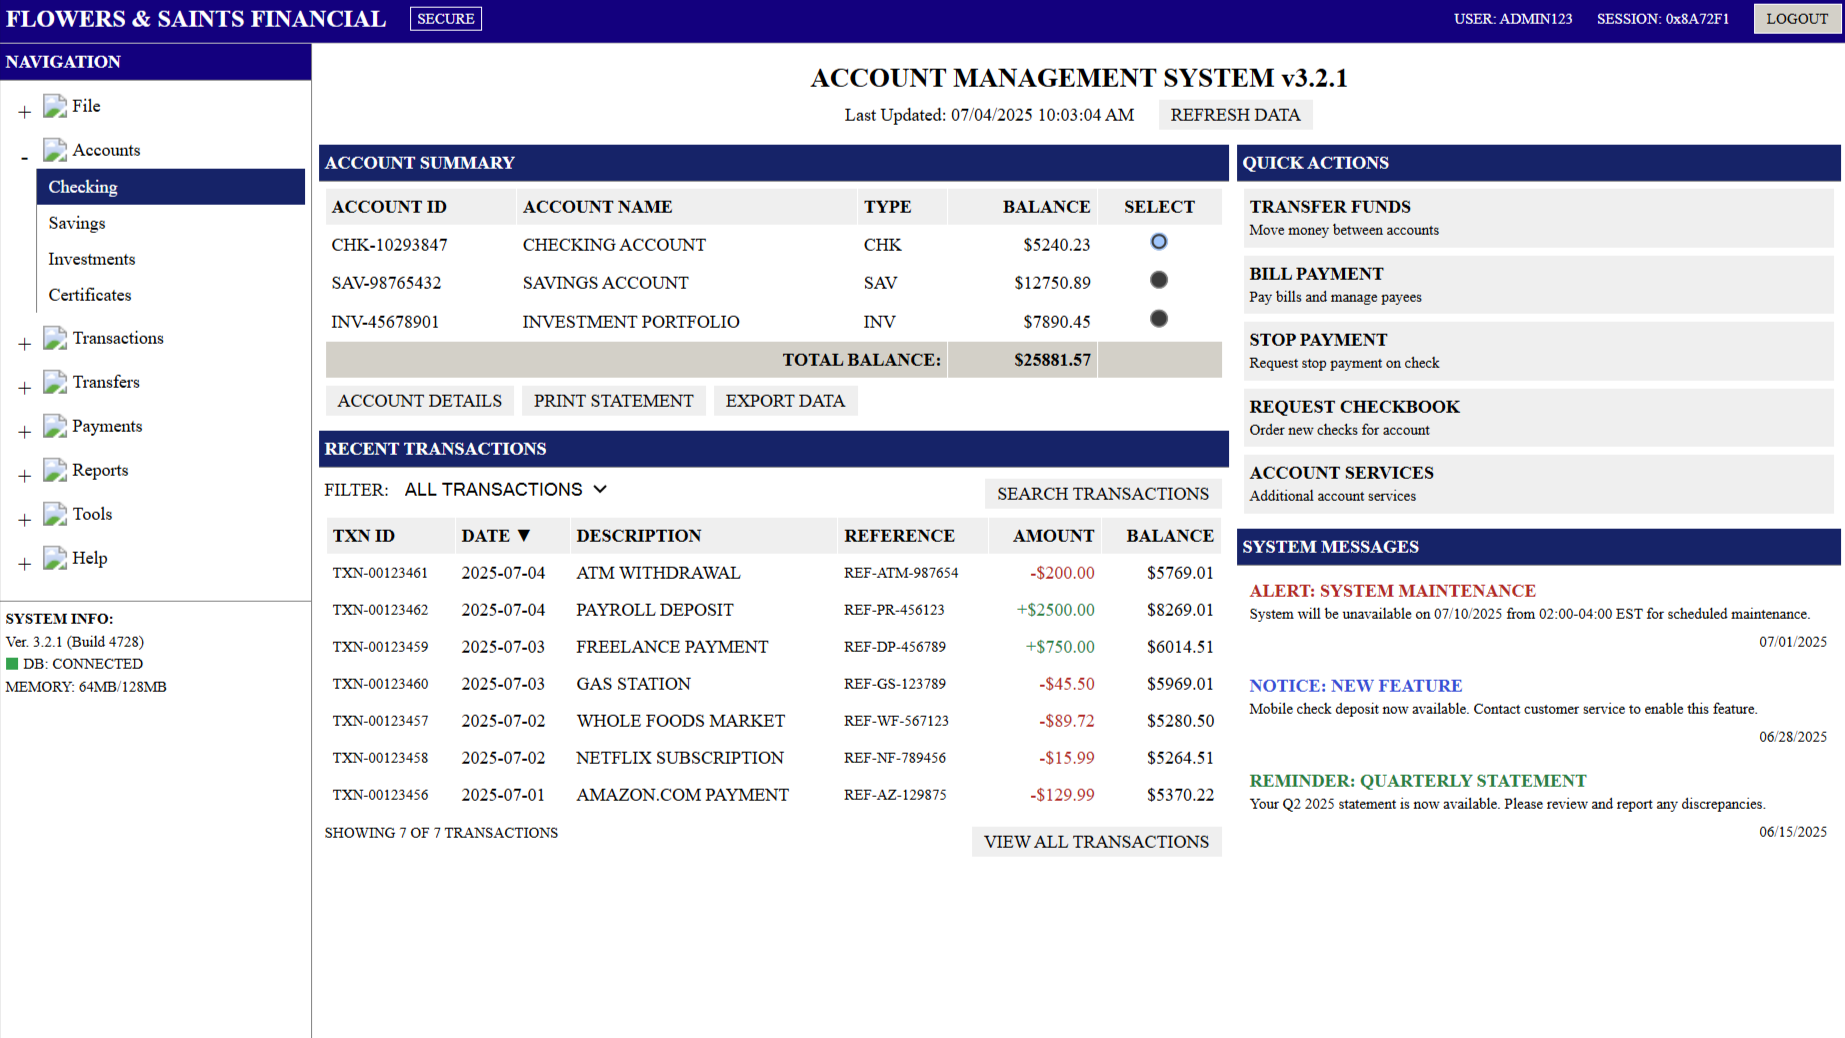 FLOWERS & SAINTS FINANCIAL SECURE USER: ADMIN123 SESSION: 0x8A72F1 LOGOUT
NAVIGATION
+ File
- Accounts
Checking
Savings
Investments
Certificates
+ Transactions
+ Transfers
+ Payments
+ Reports
+ Tools
+ Help
SYSTEM INFO:
Ver. 3.2.1 (Build 4728)
DB: CONNECTED
MEMORY: 64MB/128MB
ACCOUNT MANAGEMENT SYSTEM v3.2.1
Last Updated: 07/04/2025 10:03:04 AM REFRESH DATA
ACCOUNT SUMMARY
ACCOUNT ID ACCOUNT NAME TYPE BALANCE SELECT
CHK-10293847 CHECKING ACCOUNT CHK $5240.23
SAV-98765432 SAVINGS ACCOUNT SAV $12750.89
INV-45678901 INVESTMENT PORTFOLIO INV $7890.45
TOTAL BALANCE: $25881.57
ACCOUNT DETAILS PRINT STATEMENT EXPORT DATA
RECENT TRANSACTIONS
FILTER: ALL TRANSACTIONS SEARCH TRANSACTIONS
TXN ID DATE ▼ DESCRIPTION REFERENCE AMOUNT BALANCE
TXN-00123461 2025-07-04 ATM WITHDRAWAL REF-ATM-987654 -$200.00 $5769.01
TXN-00123462 2025-07-04 PAYROLL DEPOSIT REF-PR-456123 +$2500.00 $8269.01
TXN-00123459 2025-07-03 FREELANCE PAYMENT REF-DP-456789 +$750.00 $6014.51
TXN-00123460 2025-07-03 GAS STATION REF-GS-123789 -$45.50 $5969.01
TXN-00123457 2025-07-02 WHOLE FOODS MARKET REF-WF-567123 -$89.72 $5280.50
TXN-00123458 2025-07-02 NETFLIX SUBSCRIPTION REF-NF-789456 -$15.99 $5264.51
TXN-00123456 2025-07-01 AMAZON.COM PAYMENT REF-AZ-129875 -$129.99 $5370.22
SHOWING 7 OF 7 TRANSACTIONS VIEW ALL TRANSACTIONS
QUICK ACTIONS
TRANSFER FUNDS
Move money between accounts
BILL PAYMENT
Pay bills and manage payees
STOP PAYMENT
Request stop payment on check
REQUEST CHECKBOOK
Order new checks for account
ACCOUNT SERVICES
Additional account services
SYSTEM MESSAGES
ALERT: SYSTEM MAINTENANCE
System will be unavailable on 07/10/2025 from 02:00-04:00 EST for scheduled maintenance.
07/01/2025
NOTICE: NEW FEATURE
Mobile check deposit now available. Contact customer service to enable this feature.
06/28/2025
REMINDER: QUARTERLY STATEMENT
Your Q2 2025 statement is now available. Please review and report any discrepancies.
06/15/2025